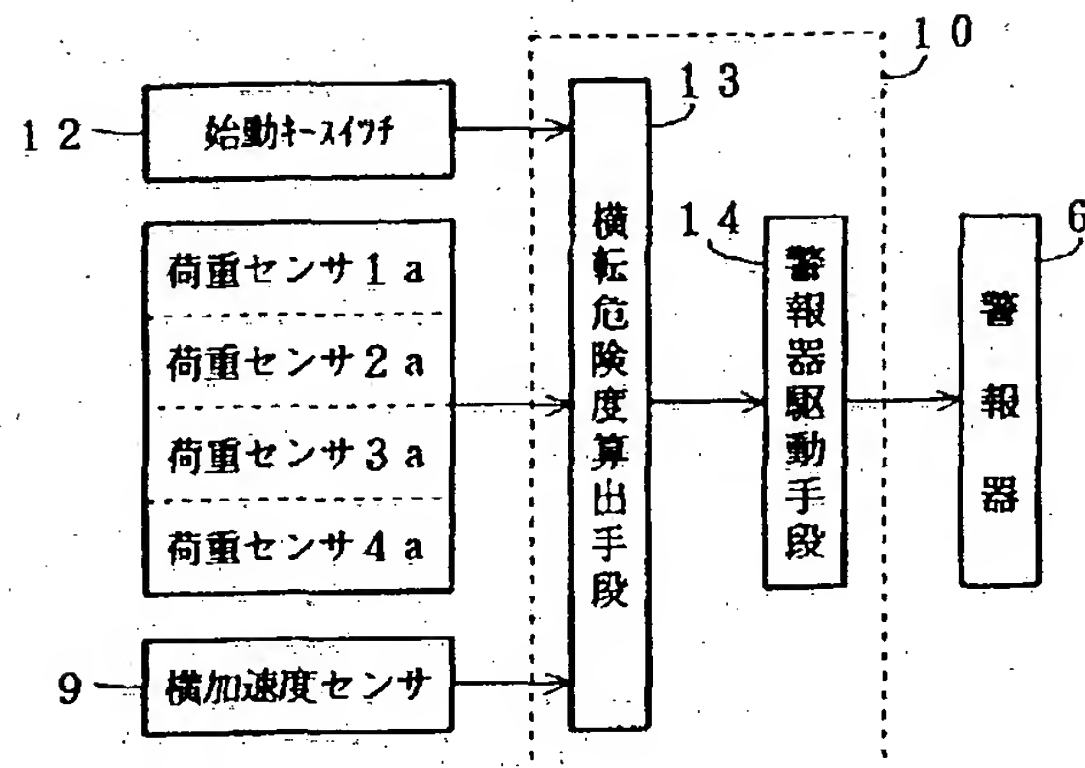 10
13
12
始動キースイッチ
横転危険度算出手段
14
6
荷重センサ1a
荷重センサ2a
荷重センサ3a
荷重センサ4a
警報器駆動手段
警報器
9
横加速度センサ